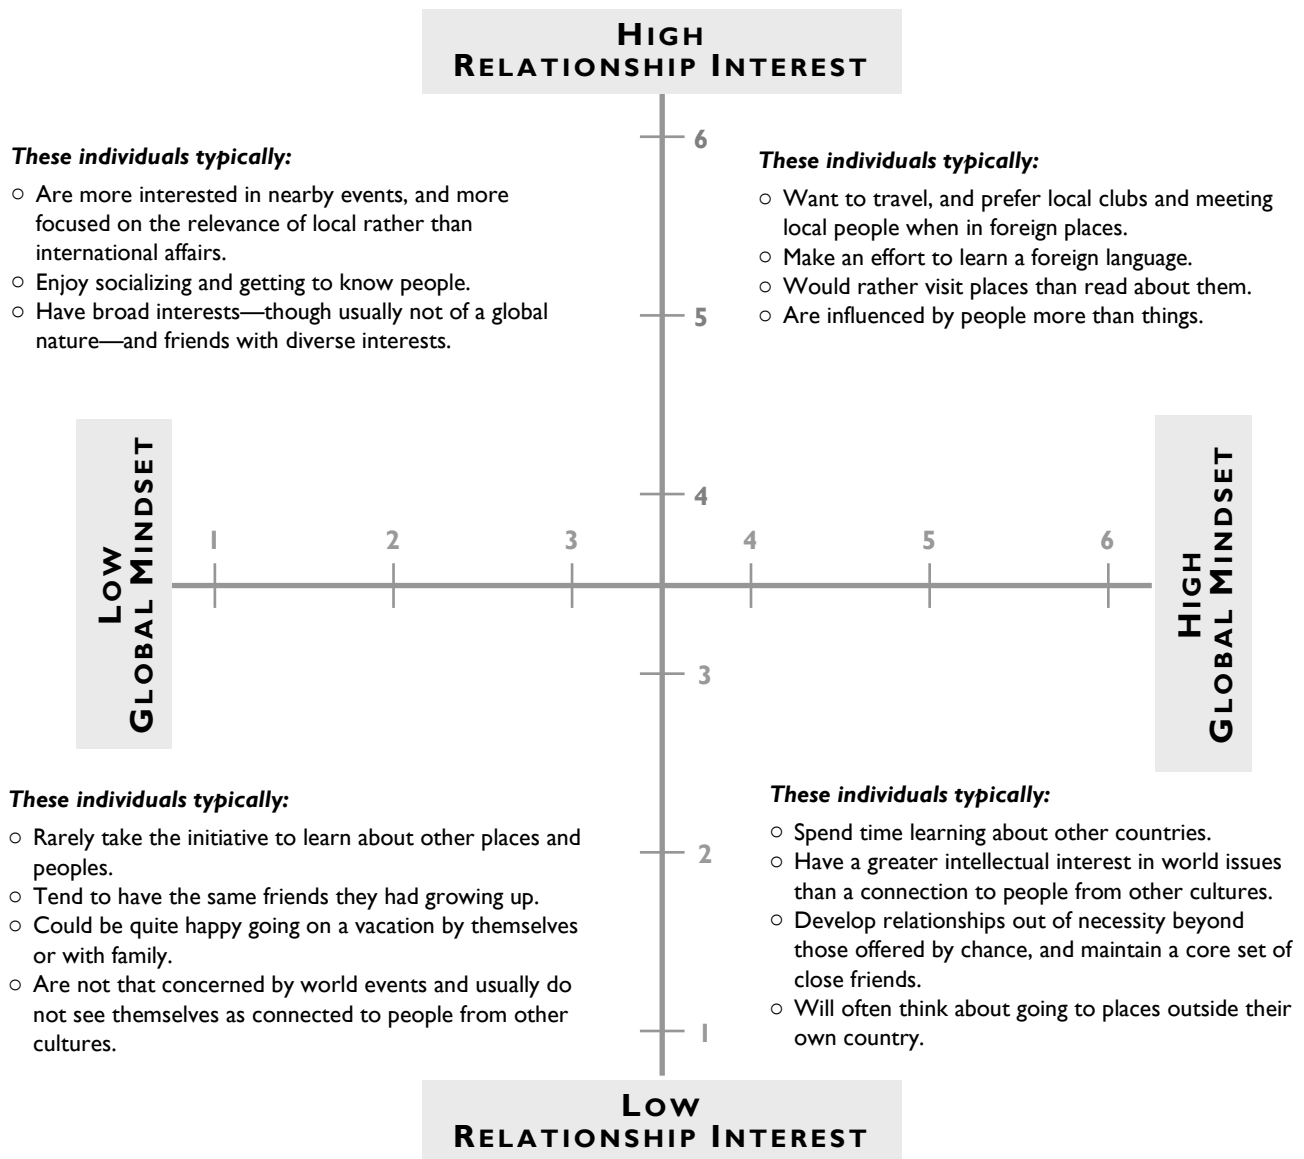 HIGH
RELATIONSHIP INTEREST
These individuals typically:
○ Are more interested in nearby events, and more
focused on the relevance of local rather than
international affairs.
○ Enjoy socializing and getting to know people.
○ Have broad interests—though usually not of a global
nature—and friends with diverse interests.
These individuals typically:
○ Want to travel, and prefer local clubs and meeting
local people when in foreign places.
○ Make an effort to learn a foreign language.
○ Would rather visit places than read about them.
○ Are influenced by people more than things.
6
5
4
LOW
GLOBAL MINDSET
1 2 3 4 5 6
HIGH
GLOBAL MINDSET
3
2
1
These individuals typically:
○ Rarely take the initiative to learn about other places and
peoples.
○ Tend to have the same friends they had growing up.
○ Could be quite happy going on a vacation by themselves
or with family.
○ Are not that concerned by world events and usually do
not see themselves as connected to people from other
cultures.
These individuals typically:
○ Spend time learning about other countries.
○ Have a greater intellectual interest in world issues
than a connection to people from other cultures.
○ Develop relationships out of necessity beyond
those offered by chance, and maintain a core set of
close friends.
○ Will often think about going to places outside their
own country.
LOW
RELATIONSHIP INTEREST